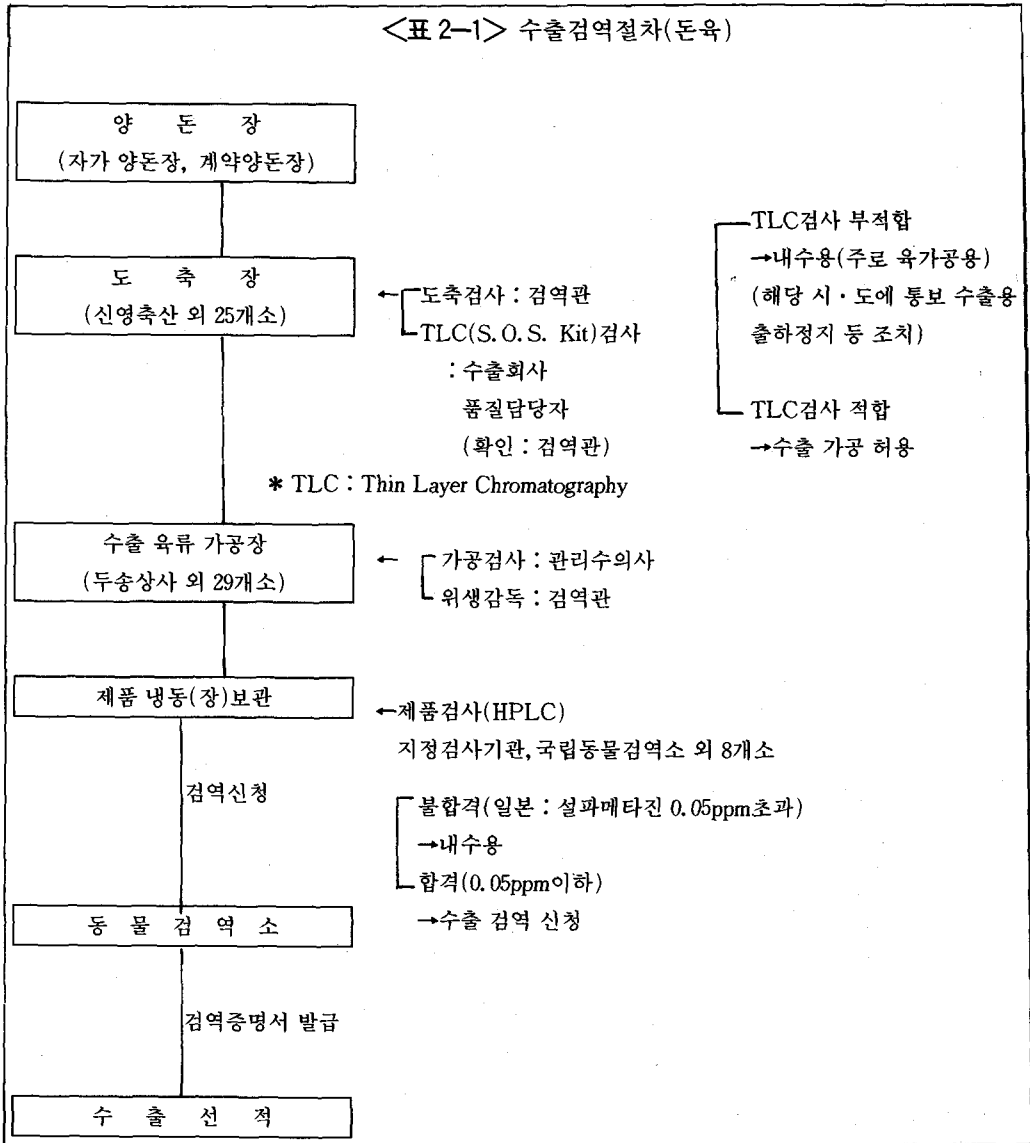 <표 2-1> 수출검역절차(돈육)
양 돈 장
(자가 양돈장, 계약양돈장)
도 축 장
(신영축산 외 25개소)
←도축검사 : 검역관
TLC(S.O.S. Kit)검사
: 수출회사
품질담당자
(확인 : 검역관)
TLC검사 부적합
→내수용(주로 육가공용)
(해당 시·도에 통보 수출용
출하정지 등 조치)
TLC검사 적합
→수출 가공 허용
* TLC : Thin Layer Chromatography
수출 육류 가공장
(두송상사 외 29개소)
← 가공검사 : 관리수의사
위생감독 : 검역관
제품 냉동(장)보관
←제품검사(HPLC)
지정검사기관, 국립동물검역소 외 8개소
검역신청
불합격(일본 : 설파메타진 0.05ppm초과)
→내수용
합격(0.05ppm이하)
→수출 검역 신청
동 물 검 역 소
검역증명서 발급
수 출 선 적